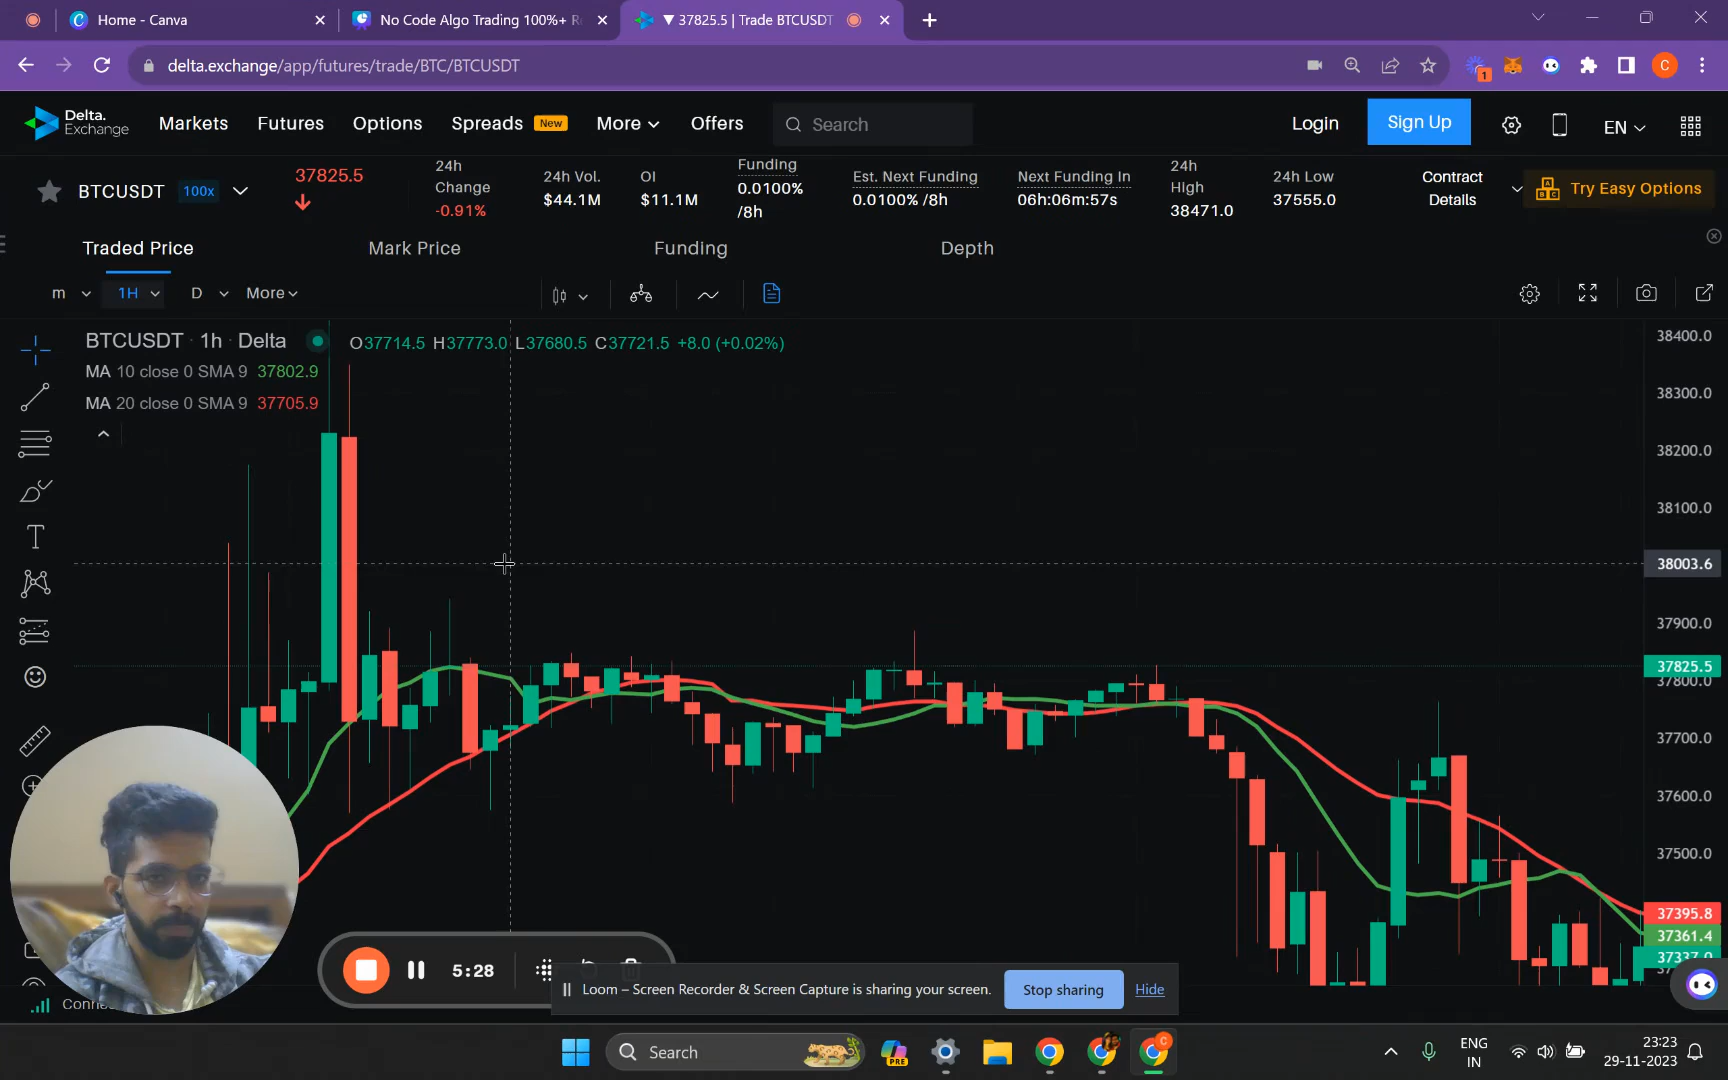 Home - Canva
No Code Algo Trading 100%+ R
▼ 37825.5 | Trade BTCUSDT
delta.exchange/app/futures/trade/BTC/BTCUSDT
1
C
Delta.
Exchange
Markets
Futures
Options
Spreads New
More
Offers
Search
Login
Sign Up
EN
BTCUSDT 100x
37825.5
24h
Change
-0.91%
24h Vol.
$44.1M
OI
$11.1M
Funding
0.0100%
/8h
Est. Next Funding
0.0100% /8h
Next Funding In
06h:06m:57s
24h
High
38471.0
24h Low
37555.0
Contract
Details
Try Easy Options
Traded Price
Mark Price
Funding
Depth
m
1H
D
More
BTCUSDT · 1h · Delta
O37714.5 H37773.0 L37680.5 C37721.5 +8.0 (+0.02%)
MA 10 close 0 SMA 9 37802.9
MA 20 close 0 SMA 9 37705.9
38400.0
38300.0
38200.0
38100.0
38003.6
37900.0
37825.5
37800.0
37700.0
37600.0
37500.0
37395.8
37361.4
37337.0
T
5:28
Loom – Screen Recorder & Screen Capture is sharing your screen.
Stop sharing
Hide
Search
PRE
C
ENG
IN
23:23
29-11-2023